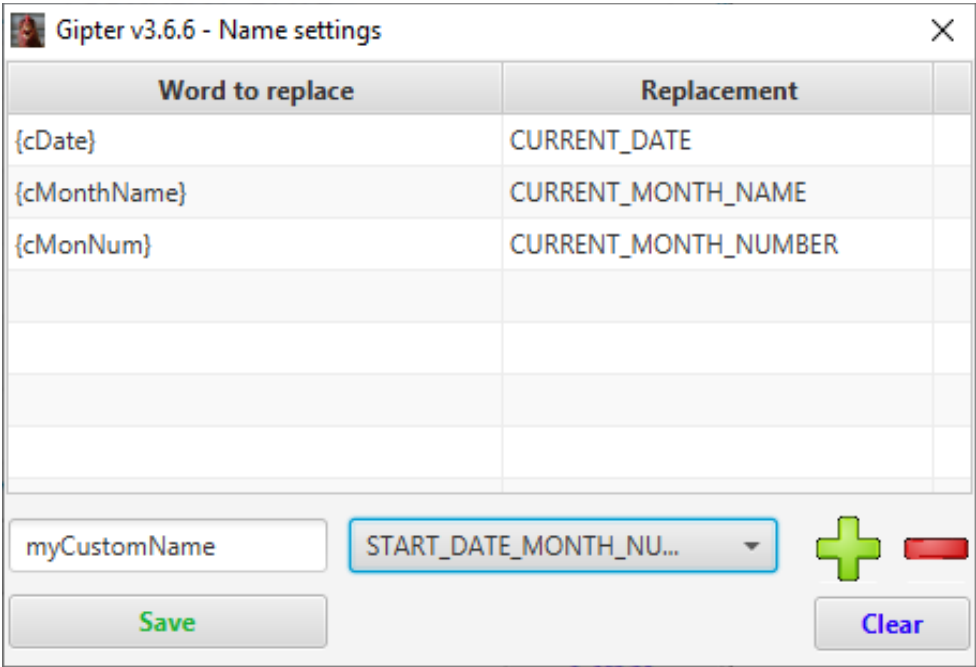 Gipter v3.6.6 - Name settings
Word to replace Replacement
{cDate} CURRENT_DATE
{cMonthName} CURRENT_MONTH_NAME
{cMonNum} CURRENT_MONTH_NUMBER
myCustomName START_DATE_MONTH_NU...
Save Clear